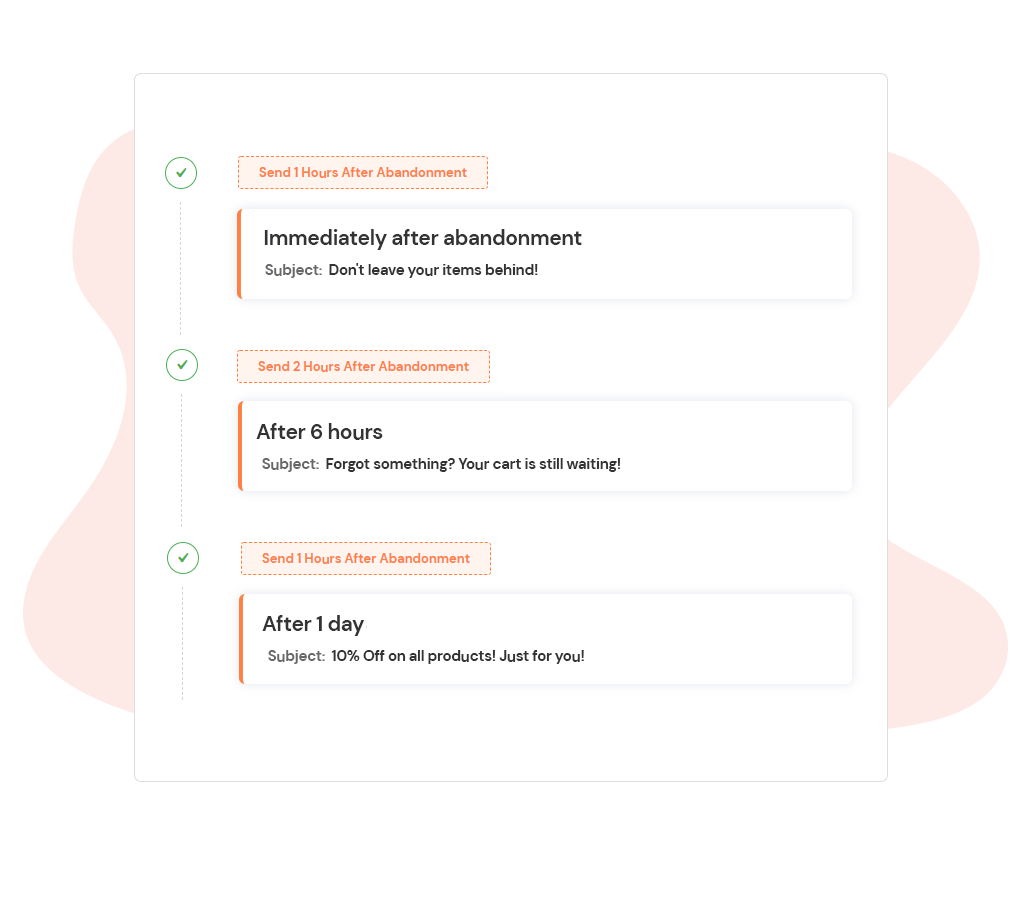 Send 1 Hours After Abandonment
Immediately after abandonment
Subject: Don't leave your items behind!
Send 2 Hours After Abandonment
After 6 hours
Subject: Forgot something? Your cart is still waiting!
Send 1 Hours After Abandonment
After 1 day
Subject: 10% Off on all products! Just for you!